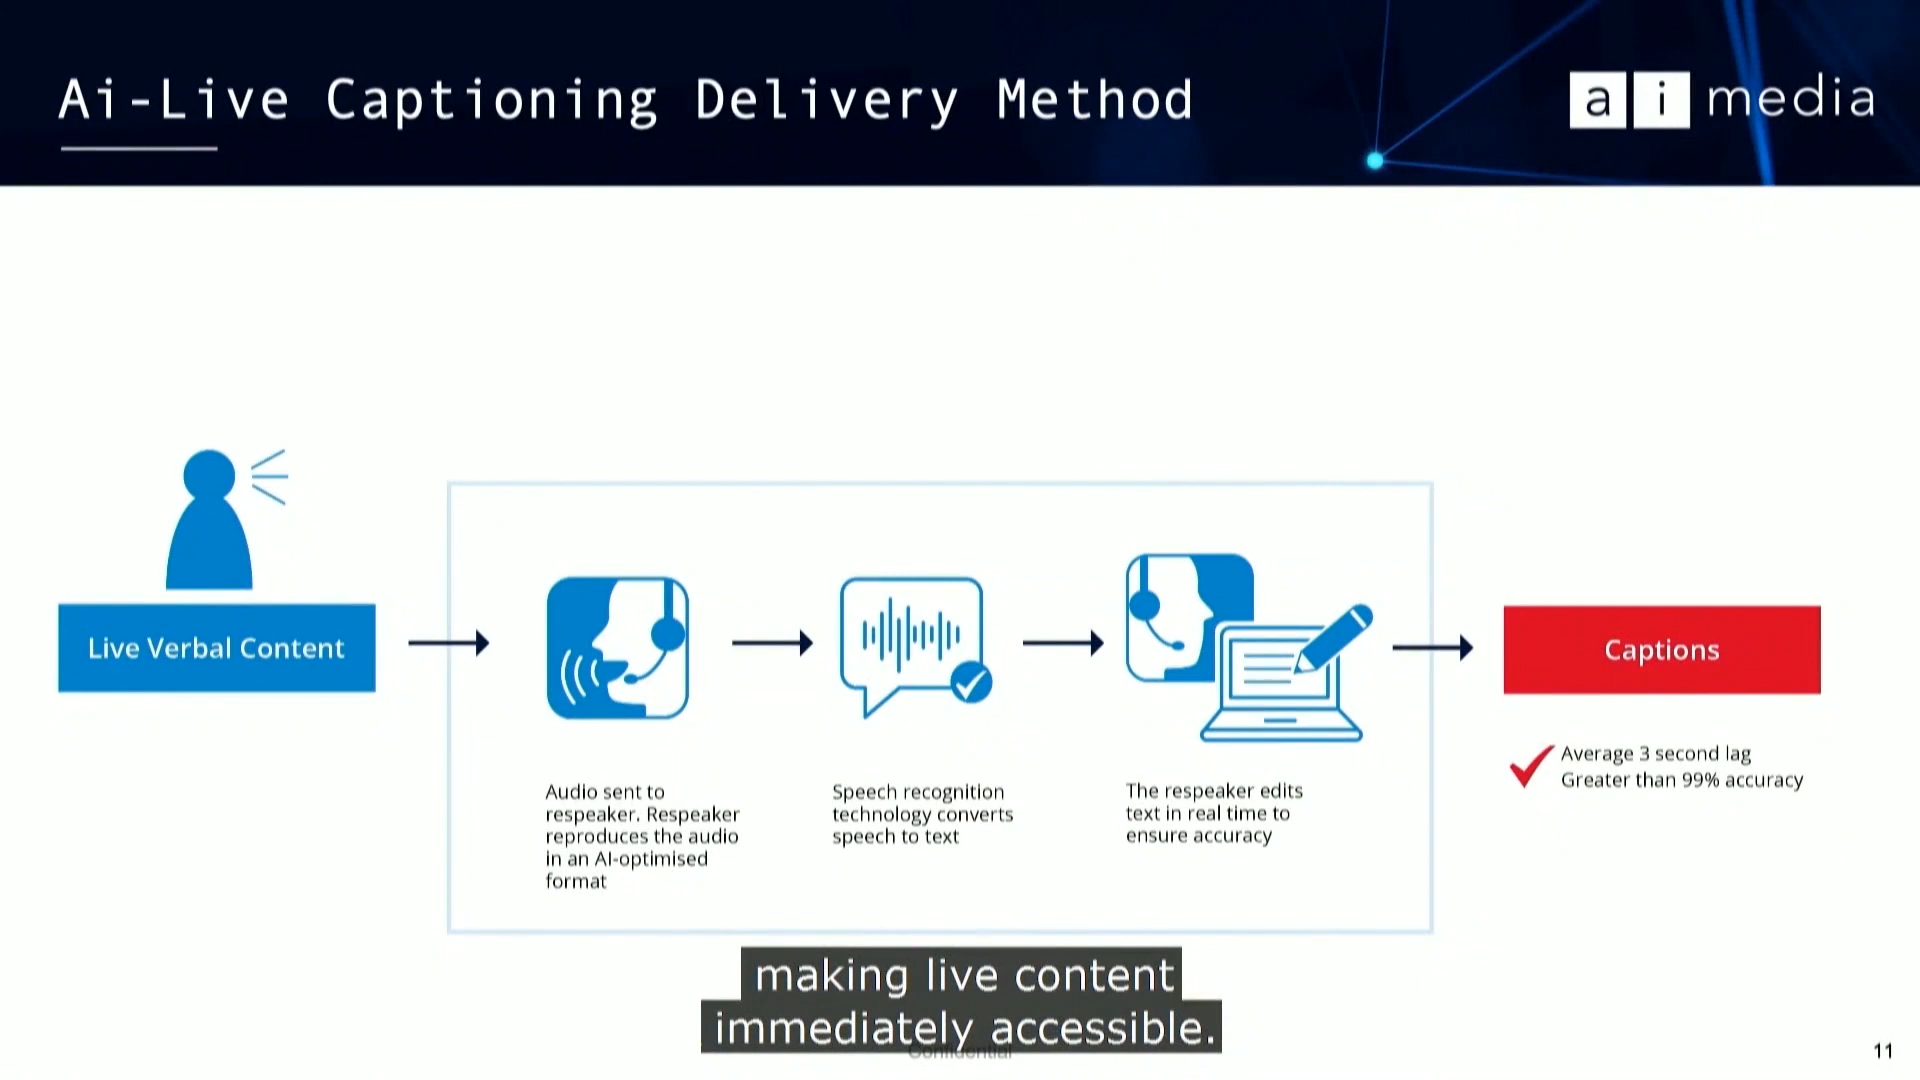 Ai-Live Captioning Delivery Method
ai media
Live Verbal Content
Audio sent to
respeaker. Respeaker
reproduces the audio
in an AI-optimised
format
Speech recognition
technology converts
speech to text
The respeaker edits
text in real time to
ensure accuracy
Captions
Average 3 second lag
Greater than 99% accuracy
making live content
immediately accessible.
Confidential
11